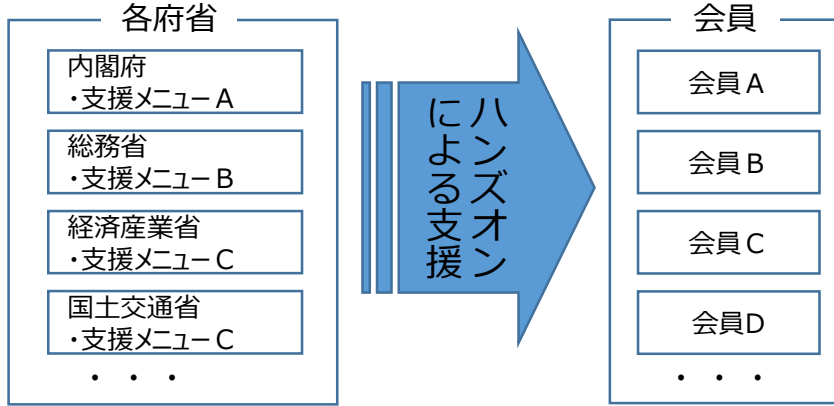 各府省
内閣府
・支援メニューA
総務省
・支援メニューB
経済産業省
・支援メニューC
国土交通省
・支援メニューC
・・・
ハンズオン
による支援
会員
会員A
会員B
会員C
会員D
・・・